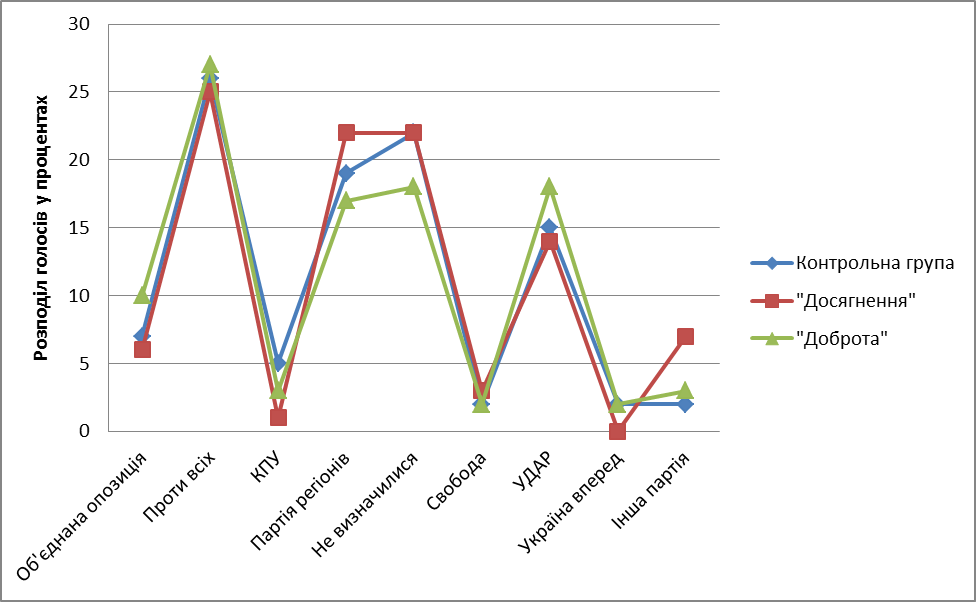 Розподіл голосів у процентах
30
25
20
15
10
5
0
Об'єднана опозиція
Проти всіх
КПУ
Партія регіонів
Не визначилися
Свобода
УДАР
Україна вперед
Інша партія
Контрольна група
"Досягнення"
"Доброта"